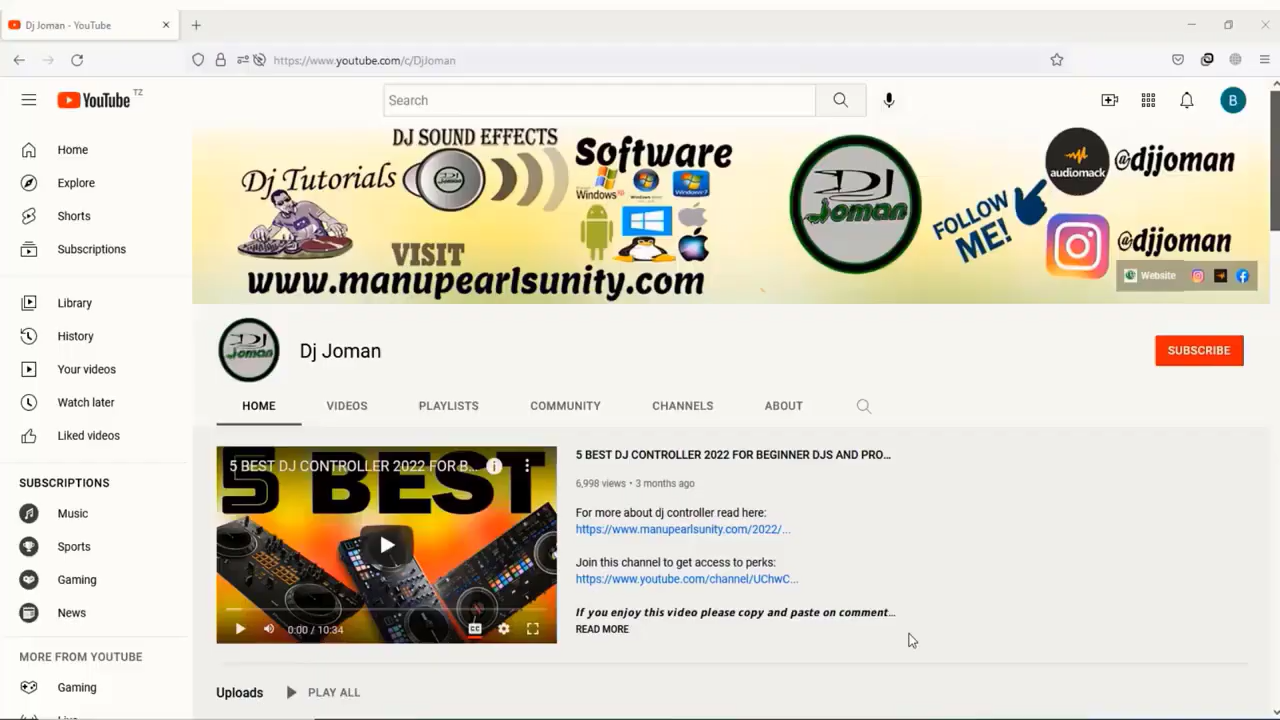 Dj Joman - YouTube
https://www.youtube.com/c/DjJoman
YouTube TZ
Search
B
Home
Explore
Shorts
Subscriptions
Library
History
Your videos
Watch later
Liked videos
SUBSCRIPTIONS
Music
Sports
Gaming
News
MORE FROM YOUTUBE
Gaming
DJ SOUND EFFECTS
Dj Tutorials
Software
VISIT
www.manupearlsunity.com
DJ
Joman
FOLLOW
ME!
audiomack
@djjoman
@djjoman
Website
DJ
Joman
Dj Joman
SUBSCRIBE
HOME
VIDEOS
PLAYLISTS
COMMUNITY
CHANNELS
ABOUT
5 BEST DJ CONTROLLER 2022 FOR B...
5 BEST
0:00 / 10:34
5 BEST DJ CONTROLLER 2022 FOR BEGINNER DJS AND PRO...
6,998 views • 3 months ago
For more about dj controller read here:
https://www.manupearlsunity.com/2022/...
Join this channel to get access to perks:
https://www.youtube.com/channel/UChwC...
If you enjoy this video please copy and paste on comment...
READ MORE
Uploads
PLAY ALL